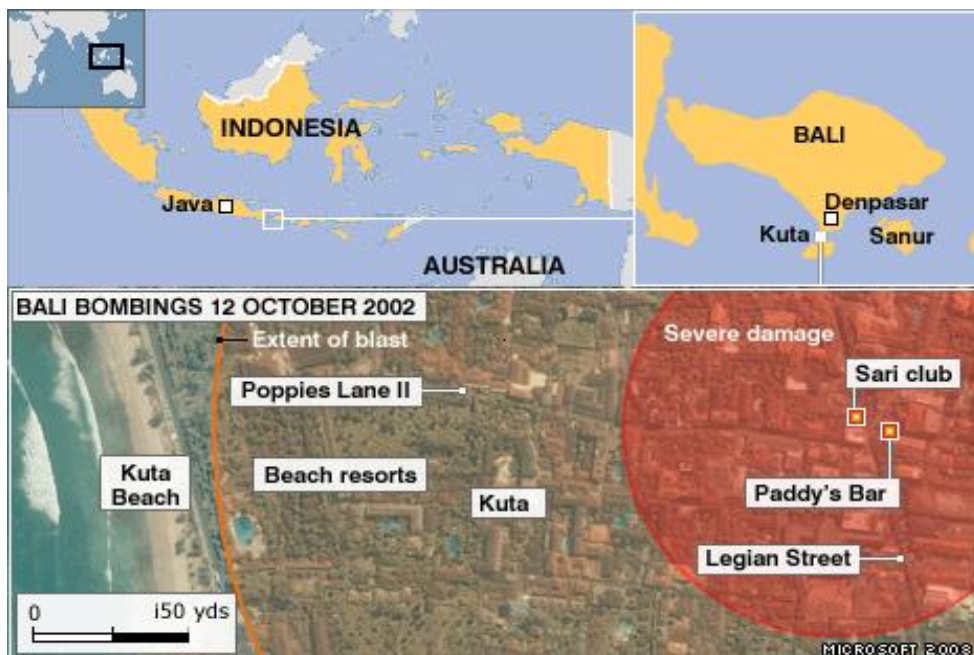 INDONESIA
Java
AUSTRALIA
BALI
Denpasar
Kuta
Sanur
BALI BOMBINGS 12 OCTOBER 2002
Extent of blast
Severe damage
Poppies Lane II
Sari club
Kuta
Beach
Beach resorts
Kuta
Paddy's Bar
Legian Street
0 i50 yds
MICROSOFT 2008